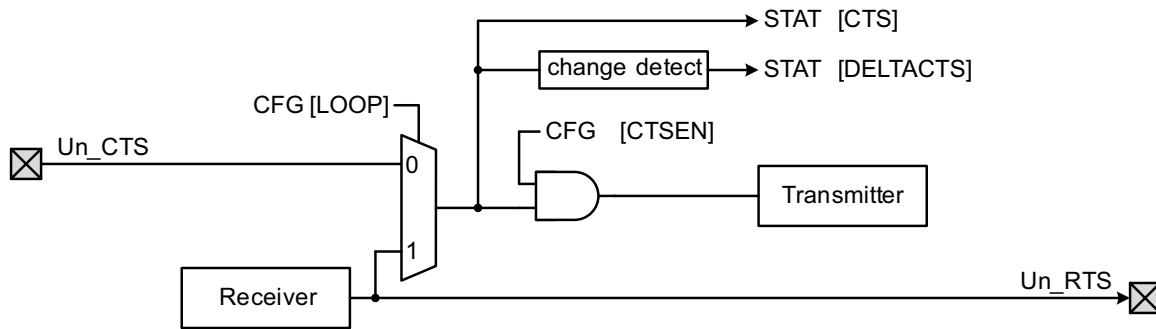 STAT [CTS]
change detect
STAT [DELTACTS]
CFG [LOOP]
CFG [CTSEN]
Un_CTS
0
Transmitter
1
Un_RTS
Receiver